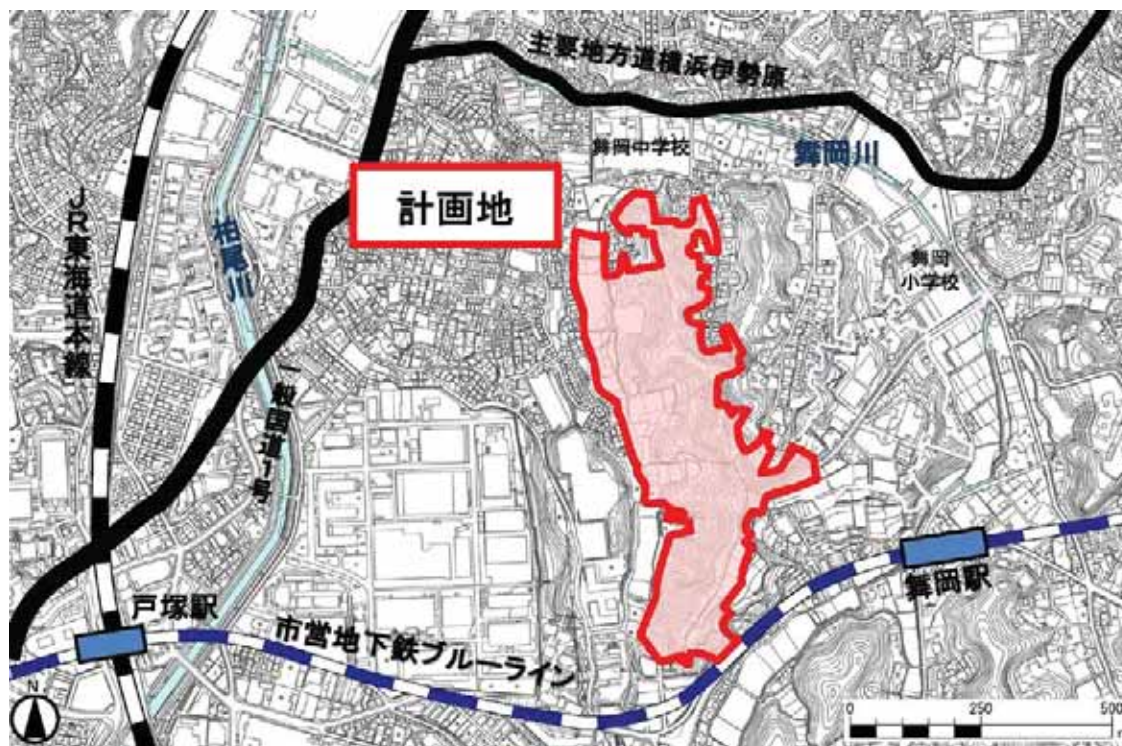 主要地方道横浜伊勢原
舞岡中学校
舞岡川
計画地
JR東海道本線
柏尾川
舞岡
小学校
一般国道1号
舞岡駅
戸塚駅
市営地下鉄ブルーライン
N
0
250
500